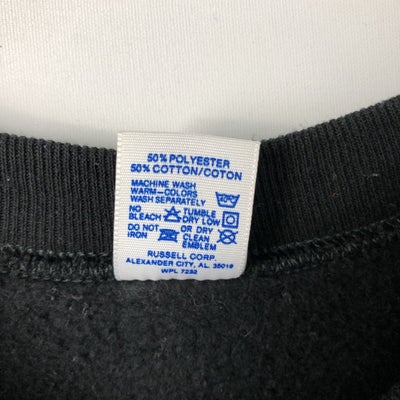 50% POLYESTER
50% COTTON/COTON
MACHINE WASH
WARM-COLORS
WASH SEPARATELY
NO BLEACH TUMBLE DRY LOW
DO NOT IRON OR DRY CLEAN EMBLEM
RUSSELL CORP.
ALEXANDER CITY, AL. 35010
WPL 7232